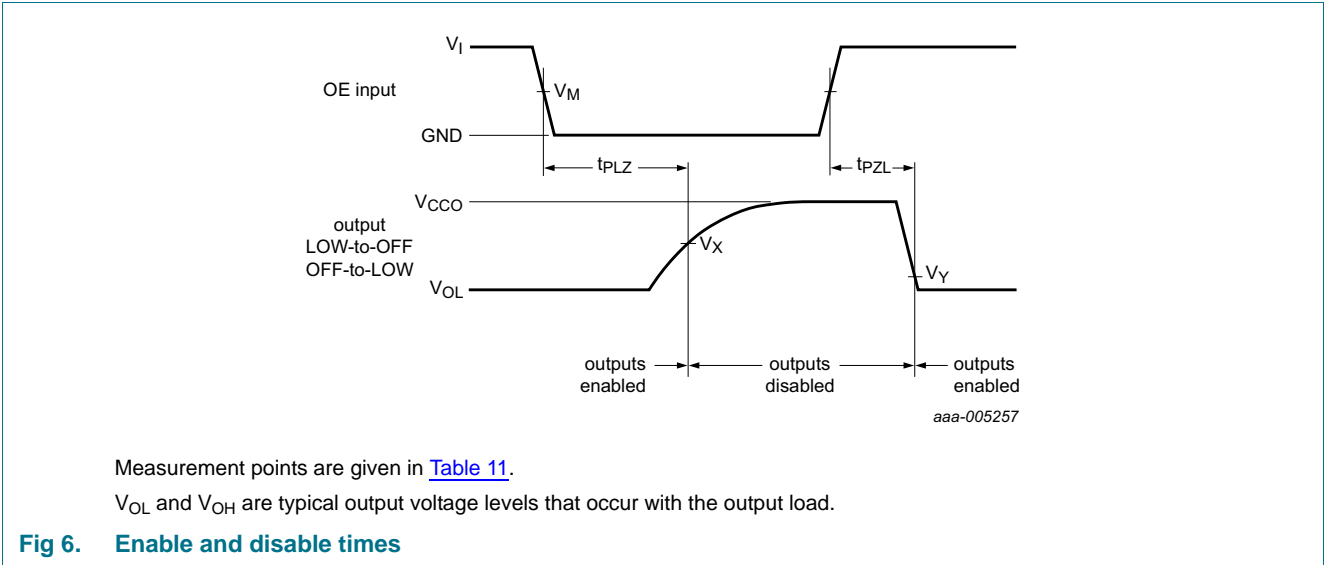 VI
OE input
VM
GND
tPLZ
tPZL
VCCO
output
LOW-to-OFF
OFF-to-LOW
VX
VOL
VY
outputs enabled
outputs disabled
outputs enabled
aaa-005257
Measurement points are given in Table 11.
VOL and VOH are typical output voltage levels that occur with the output load.
Fig 6. Enable and disable times